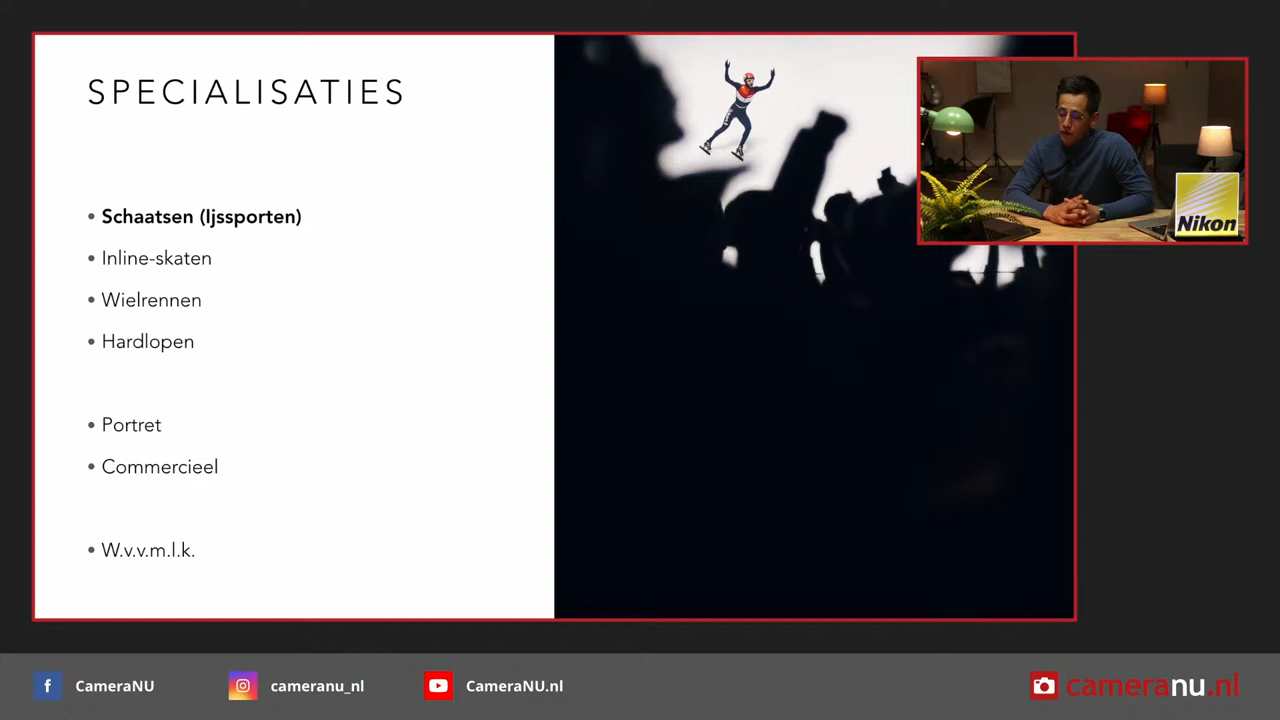 SPECIALISATIES
• Schaatsen (Ijssporten)
• Inline-skaten
• Wielrennen
• Hardlopen
• Portret
• Commercieel
• W.v.v.m.l.k.
Nikon
CameraNU
cameranu_nl
CameraNU.nl
cameranu.nl